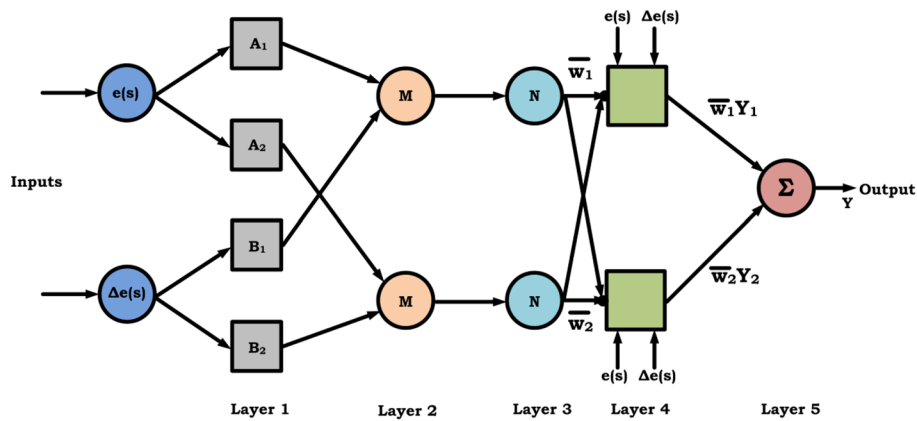 e(s) Δe(s)
A₁
w̅₁
e(s)
M
N
w̅₁Y₁
A₂
Inputs
Σ
Output
Y
B₁
w̅₂Y₂
Δe(s)
M
N
w̅₂
B₂
e(s) Δe(s)
Layer 1 Layer 2 Layer 3 Layer 4 Layer 5